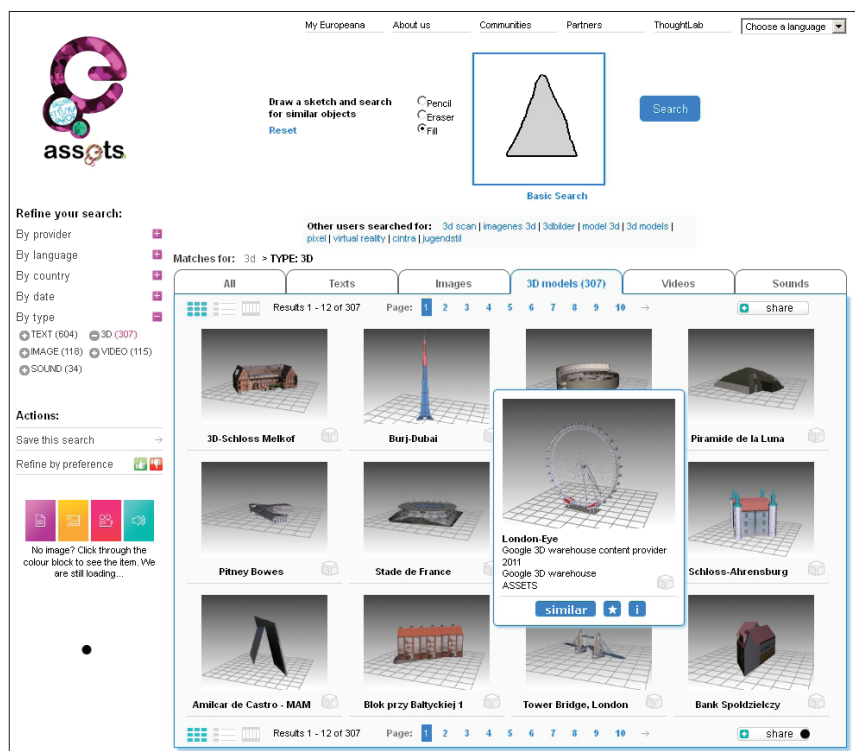 My Europeana
About us
Communities
Partners
ThoughtLab
Choose a language
assets
Draw a sketch and search
for similar objects
Reset
Pencil
Eraser
Fill
Search
Basic Search
Refine your search:
By provider
By language
By country
By date
By type
TEXT (604) 3D (307)
IMAGE (118) VIDEO (115)
SOUND (34)
Actions:
Save this search →
Refine by preference
No image? Click through the
colour block to see the item. We
are still loading...
Other users searched for: 3d scan | imagenes 3d | 3dbilder | model 3d | 3d models |
pixel | virtual reality | cintra | jugendstil
Matches for: 3d > TYPE: 3D
All
Texts
Images
3D models (307)
Videos
Sounds
Results 1 - 12 of 307 Page: 1 2 3 4 5 6 7 8 9 10 →
share
3D-Schloss Melkof
Burj-Dubai
Piramide de la Luna
Pitney Bowes
Stade de France
London-Eye
Google 3D warehouse content provider
2011
Google 3D warehouse
ASSETS
similar
i
Schloss-Ahrensburg
Amilcar de Castro - MAM
Blok przy Bałtyckiej 1
Tower Bridge, London
Bank Spoldzielczy
Results 1 - 12 of 307 Page: 1 2 3 4 5 6 7 8 9 10 →
share